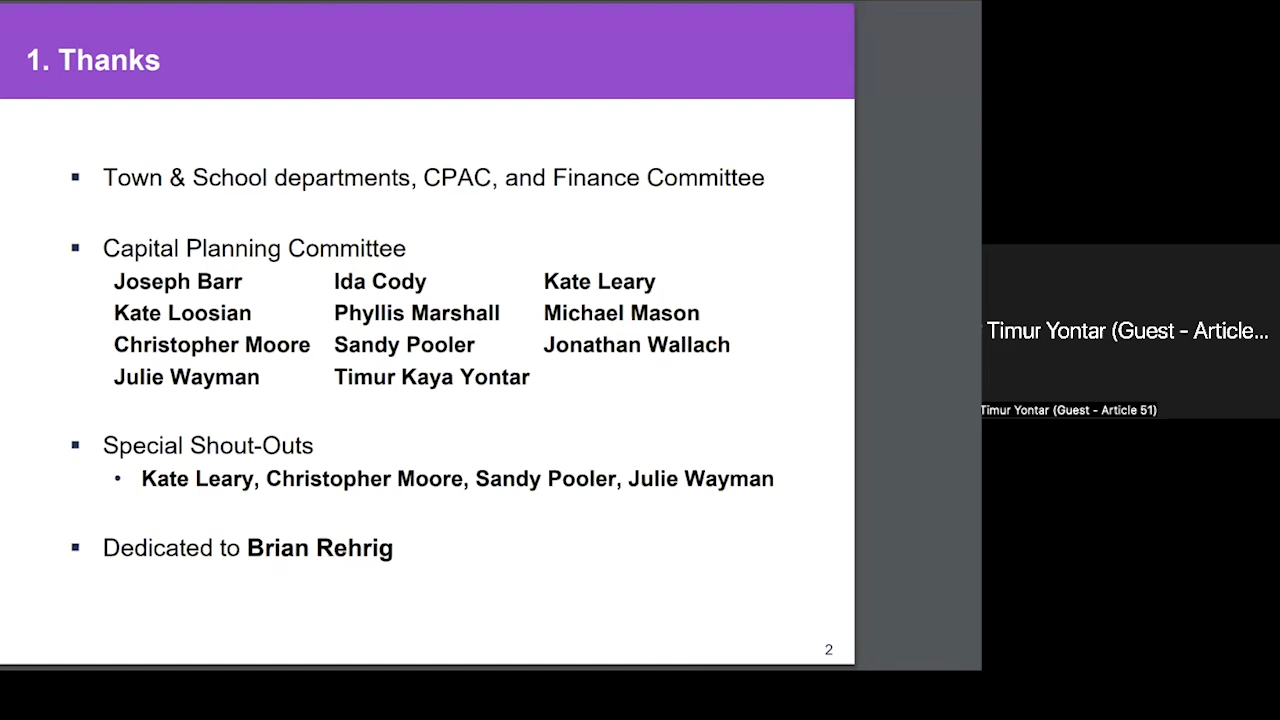 1. Thanks
Town & School departments, CPAC, and Finance Committee
Capital Planning Committee
Joseph Barr Ida Cody Kate Leary
Kate Loosian Phyllis Marshall Michael Mason
Christopher Moore Sandy Pooler Jonathan Wallach
Julie Wayman Timur Kaya Yontar
Special Shout-Outs
Kate Leary, Christopher Moore, Sandy Pooler, Julie Wayman
Dedicated to Brian Rehrig
2
Timur Yontar (Guest - Article...
Timur Yontar (Guest - Article 51)